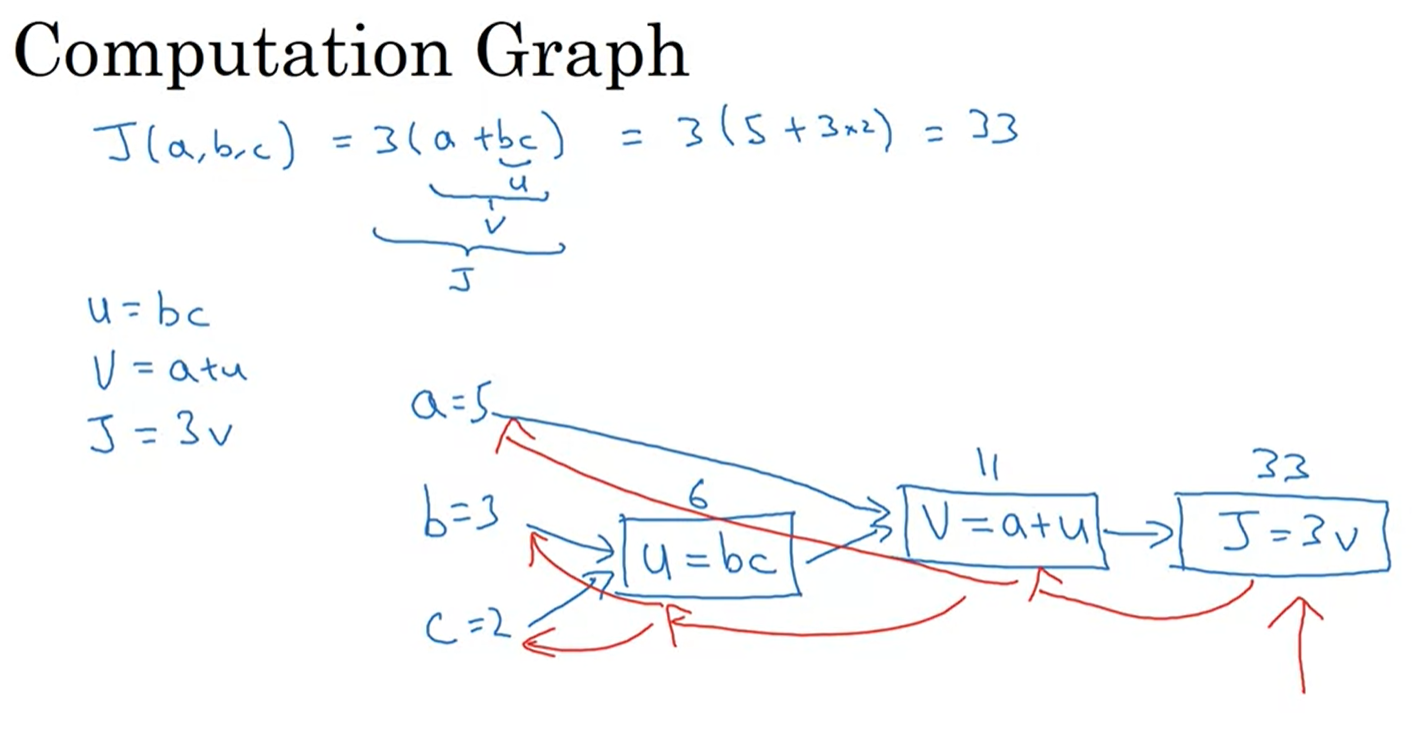 Computation Graph
J(a,b,c) = 3(a+bc) = 3(5+3×2) = 33
u
v
J
u = bc
V = a+u
J = 3v
a=5
11
33
b=3
6
V = a+u
J = 3v
u = bc
c=2